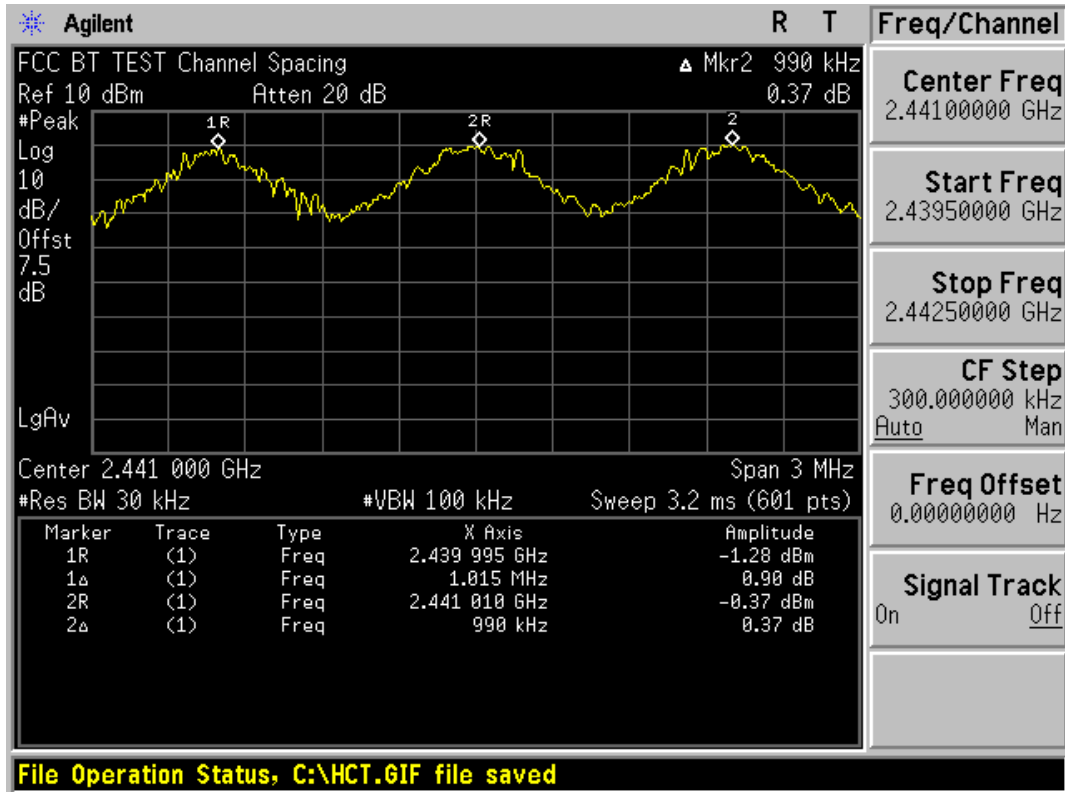 Agilent R T
FCC BT TEST Channel Spacing Δ Mkr2 990 kHz
Ref 10 dBm Atten 20 dB 0.37 dB
#Peak
Log
10
dB/
Offst
7.5
dB
LgAv
1R 2R 2
Center 2.441 000 GHz Span 3 MHz
#Res BW 30 kHz #VBW 100 kHz Sweep 3.2 ms (601 pts)
Marker Trace Type X Axis Amplitude
1R (1) Freq 2.439 995 GHz -1.28 dBm
1Δ (1) Freq 1.015 MHz 0.90 dB
2R (1) Freq 2.441 010 GHz -0.37 dBm
2Δ (1) Freq 990 kHz 0.37 dB
File Operation Status, C:\HCT.GIF file saved
Freq/Channel
Center Freq
2.44100000 GHz
Start Freq
2.43950000 GHz
Stop Freq
2.44250000 GHz
CF Step
300.000000 kHz
Auto Man
Freq Offset
0.00000000 Hz
Signal Track
On Off